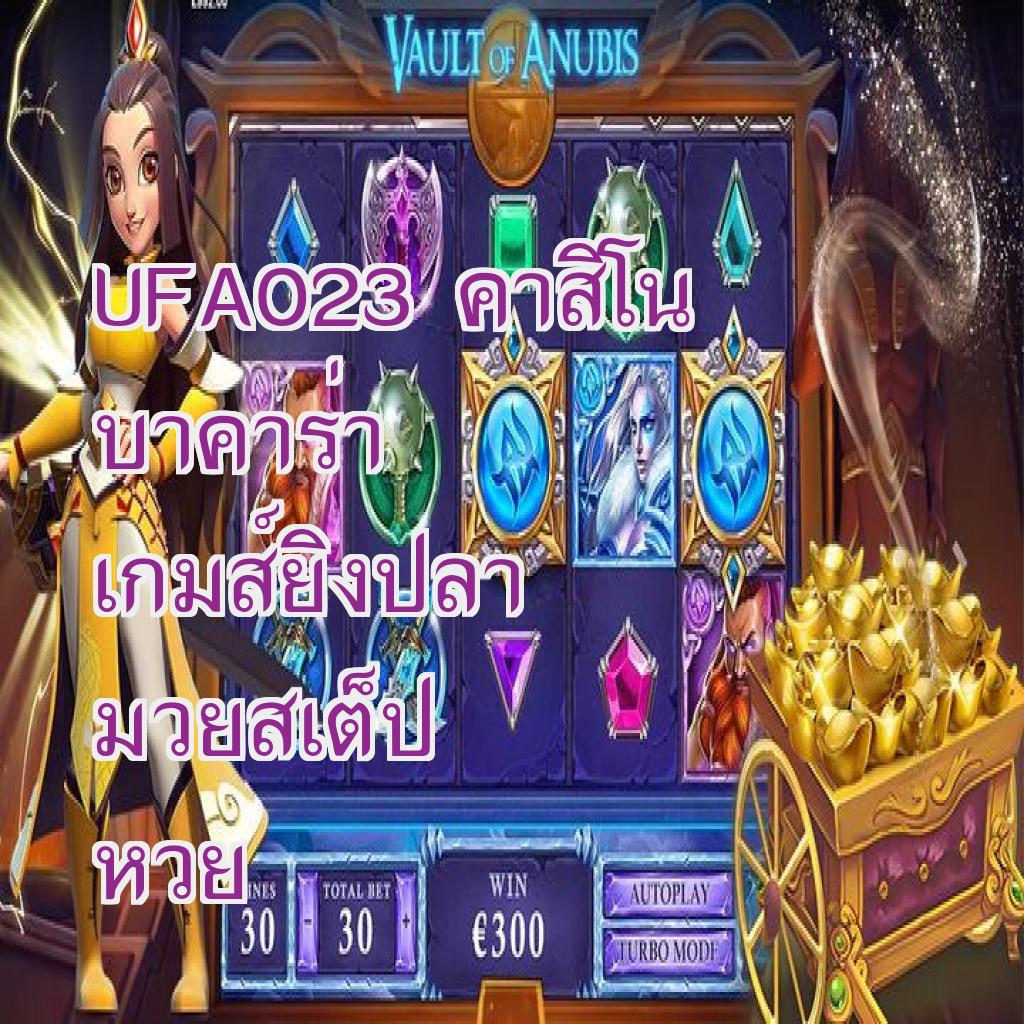 VAULT OF ANUBIS
UFA023 คาสิโน
บาคาร่า
เกมส์ยิงปลา
มวยสเต็ป
หวย
TOTAL BET
30
30
-
+
WIN
€300
AUTOPLAY
TURBO MODE